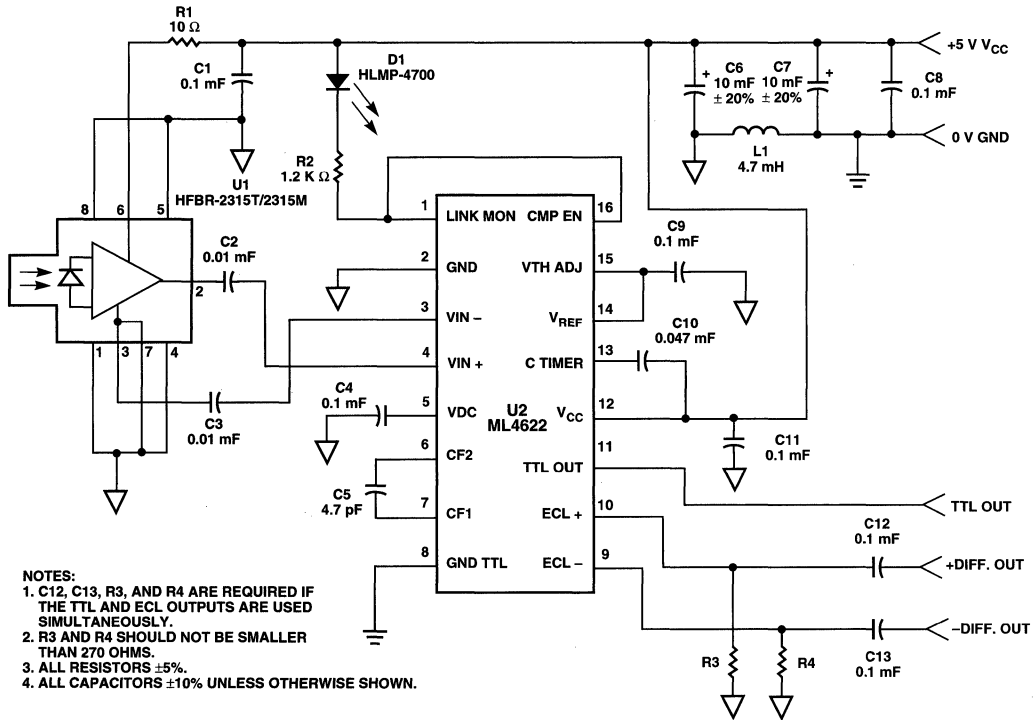 R1
10 Ω
C1
0.1 mF
D1
HLMP-4700
+
C6
10 mF
± 20%
C7
10 mF
± 20%
+
C8
0.1 mF
+5 V VCC
0 V GND
L1
4.7 mH
R2
1.2 K Ω
U1
HFBR-2315T/2315M
8
6
5
2
1
3
7
4
C2
0.01 mF
C3
0.01 mF
C4
0.1 mF
C5
4.7 pF
1
LINK MON
CMP EN
16
2
GND
VTH ADJ
15
3
VIN –
VREF
14
4
VIN +
C TIMER
13
5
VDC
U2
ML4622
VCC
12
6
CF2
TTL OUT
11
7
CF1
ECL +
10
8
GND TTL
ECL –
9
C9
0.1 mF
C10
0.047 mF
C11
0.1 mF
TTL OUT
C12
0.1 mF
+DIFF. OUT
–DIFF. OUT
C13
0.1 mF
R3
R4
NOTES:
1. C12, C13, R3, AND R4 ARE REQUIRED IF
THE TTL AND ECL OUTPUTS ARE USED
SIMULTANEOUSLY.
2. R3 AND R4 SHOULD NOT BE SMALLER
THAN 270 OHMS.
3. ALL RESISTORS ±5%.
4. ALL CAPACITORS ±10% UNLESS OTHERWISE SHOWN.